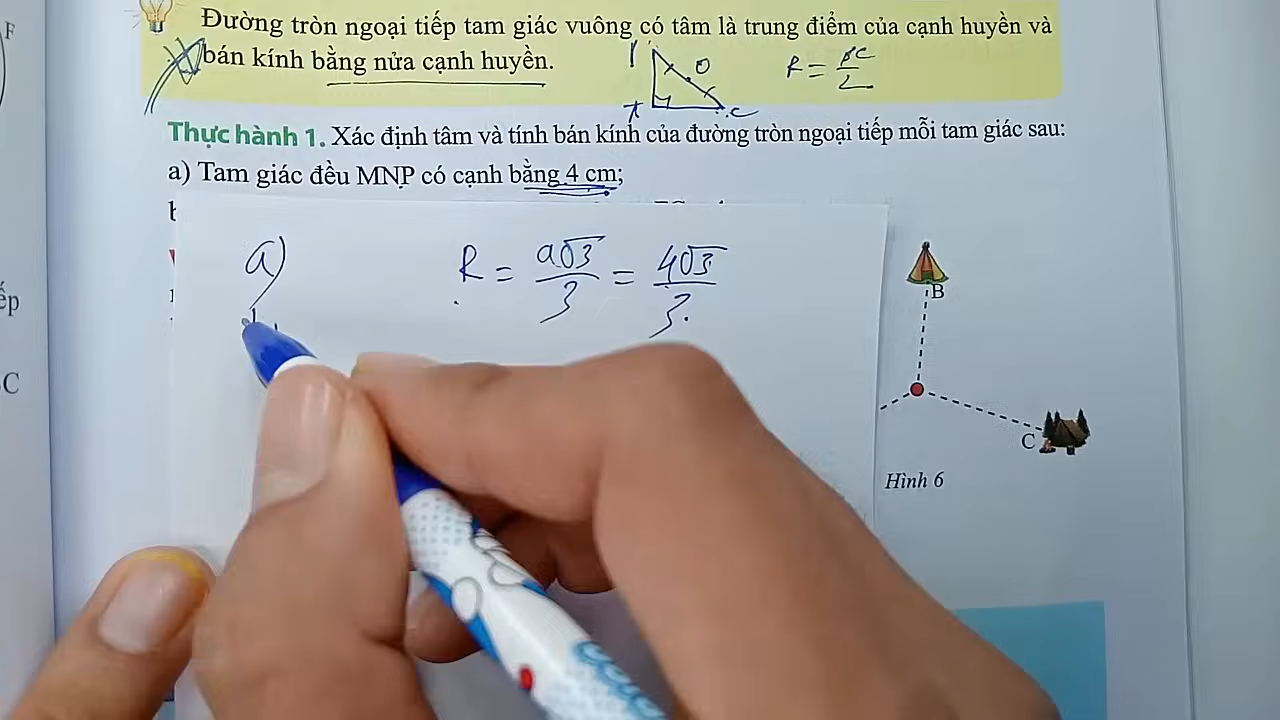 F
Đường tròn ngoại tiếp tam giác vuông có tâm là trung điểm của cạnh huyền và
bán kính bằng nửa cạnh huyền.
O
C
Thực hành 1. Xác định tâm và tính bán kính của đường tròn ngoại tiếp mỗi tam giác sau:
a) Tam giác đều MNP có cạnh bằng 4 cm;
a) R = a√3/3 = 4√3/3
B
ếp
C
C
Hình 6